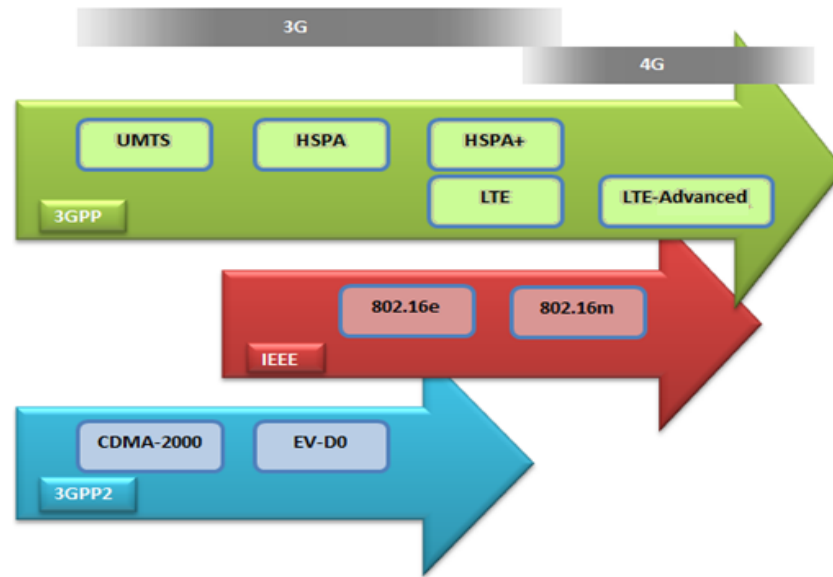 3G
4G
UMTS HSPA HSPA+
LTE LTE-Advanced
3GPP
802.16e 802.16m
IEEE
CDMA-2000 EV-D0
3GPP2